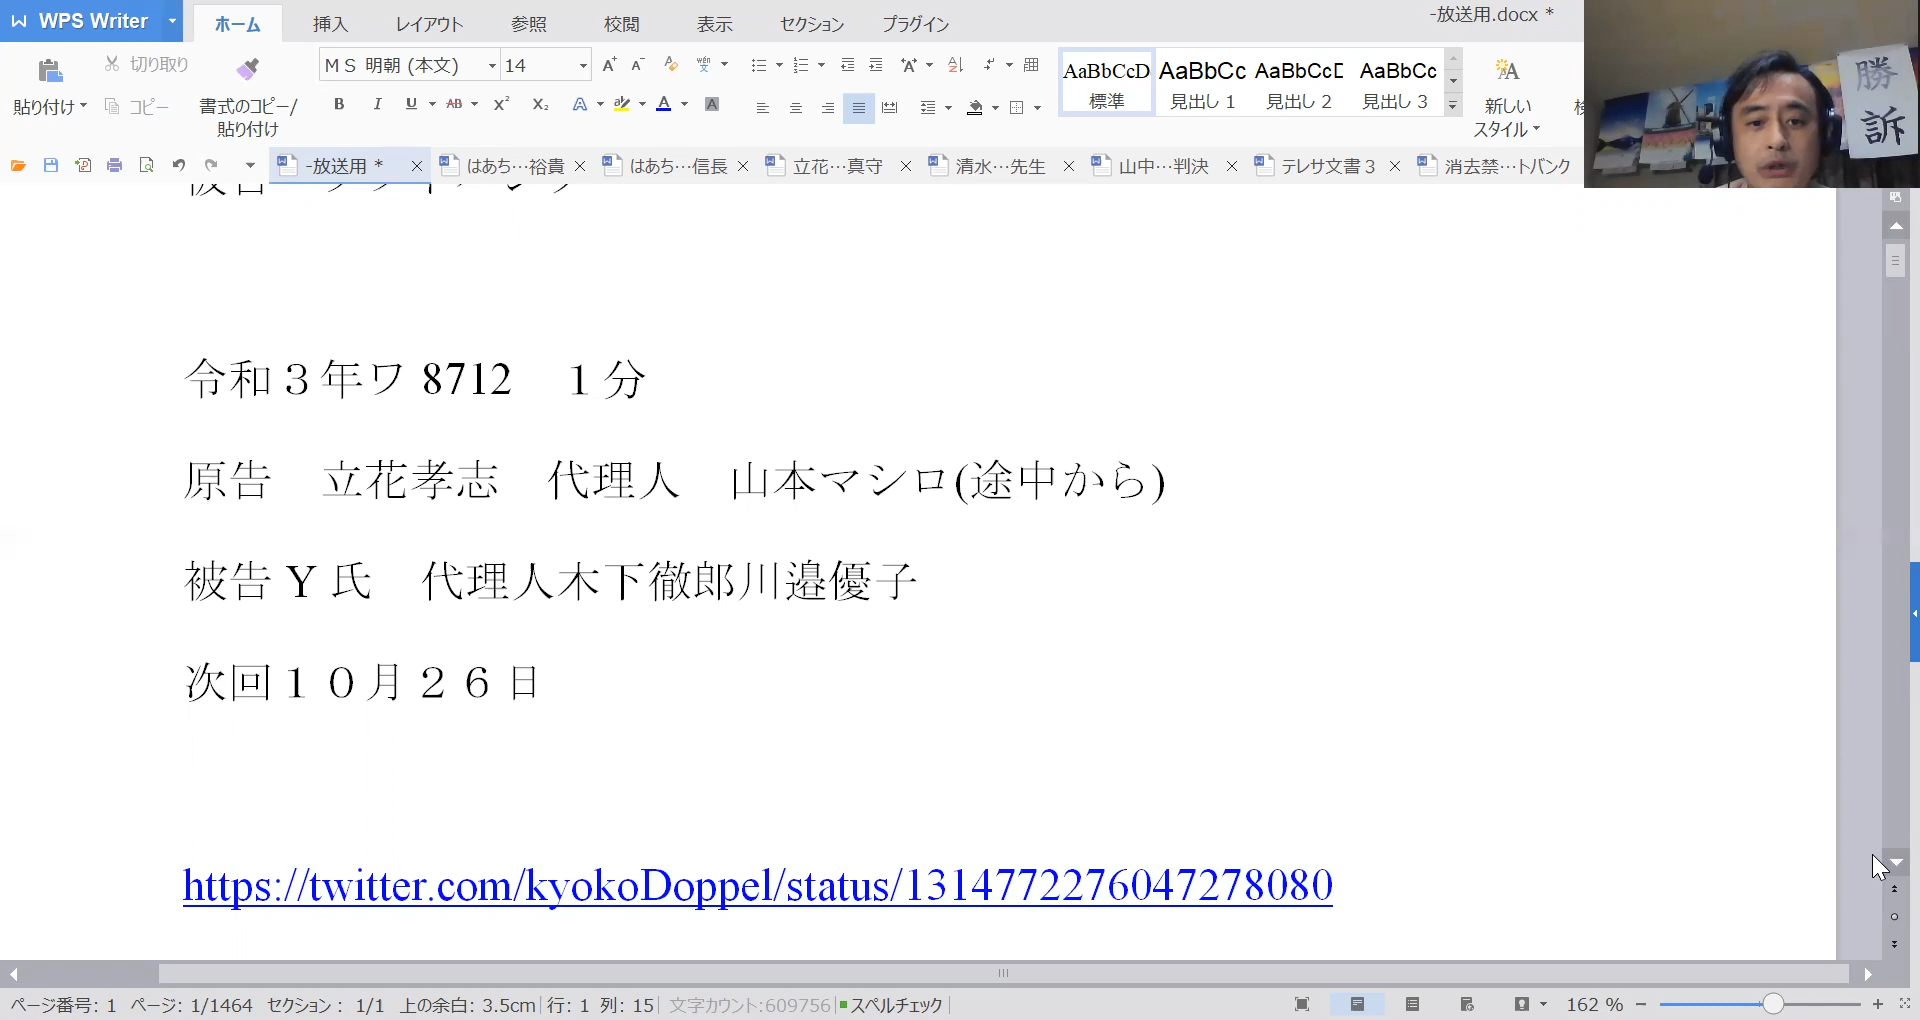 WPS Writer
ホーム 挿入 レイアウト 参照 校閲 表示 セクション プラグイン
-放送用.docx *
貼り付け 切り取り コピー 書式のコピー/貼り付け
ＭＳ 明朝 (本文) 14
AaBbCcD AaBbCc AaBbCcD AaBbCc
標準 見出し 1 見出し 2 見出し 3
新しいスタイル
-放送用 * はあち…裕貴 はあち…信長 立花…真守 清水…先生 山中…判決 テレサ文書３ 消去禁…トバンク
勝
訴
令和３年ワ 8712　１分
原告　立花孝志　代理人　山本マシロ(途中から)
被告 Y 氏　代理人木下徹郎川邉優子
次回１０月２６日
https://twitter.com/kyokoDoppel/status/1314772276047278080
ページ番号: 1 ページ: 1/1464 セクション: 1/1 上の余白: 3.5cm 行: 1 列: 15 文字カウント:609756 スペルチェック 162 %